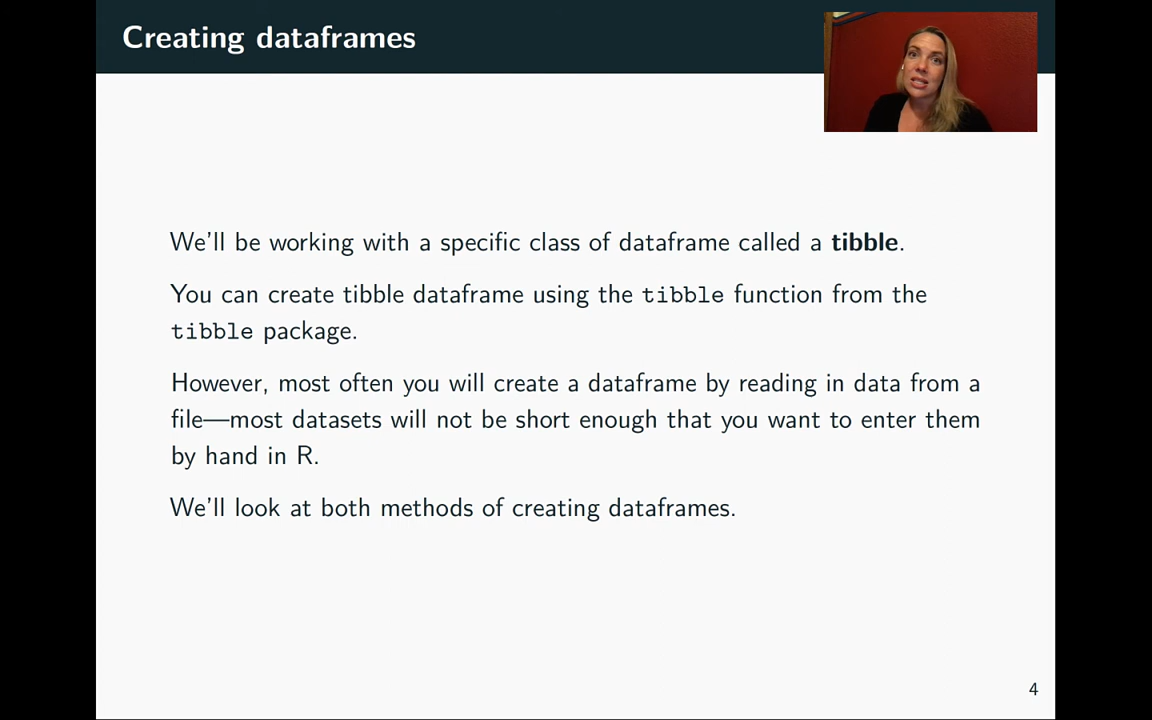 Creating dataframes
We'll be working with a specific class of dataframe called a tibble.
You can create tibble dataframe using the tibble function from the
tibble package.
However, most often you will create a dataframe by reading in data from a
file—most datasets will not be short enough that you want to enter them
by hand in R.
We'll look at both methods of creating dataframes.
4